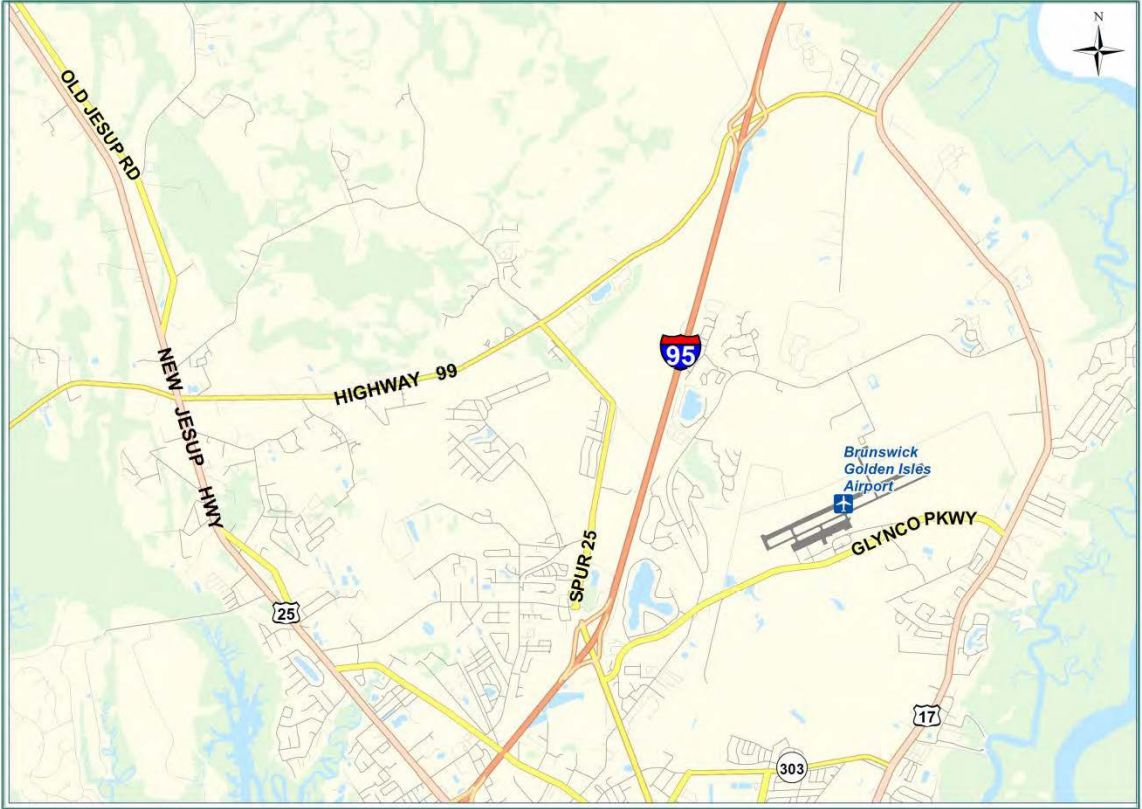 N
OLD JESUP RD
95
HIGHWAY 99
NEW JESUP HWY
Brunswick
Golden Isles
Airport
GLYNCO PKWY
SPUR 25
25
17
303